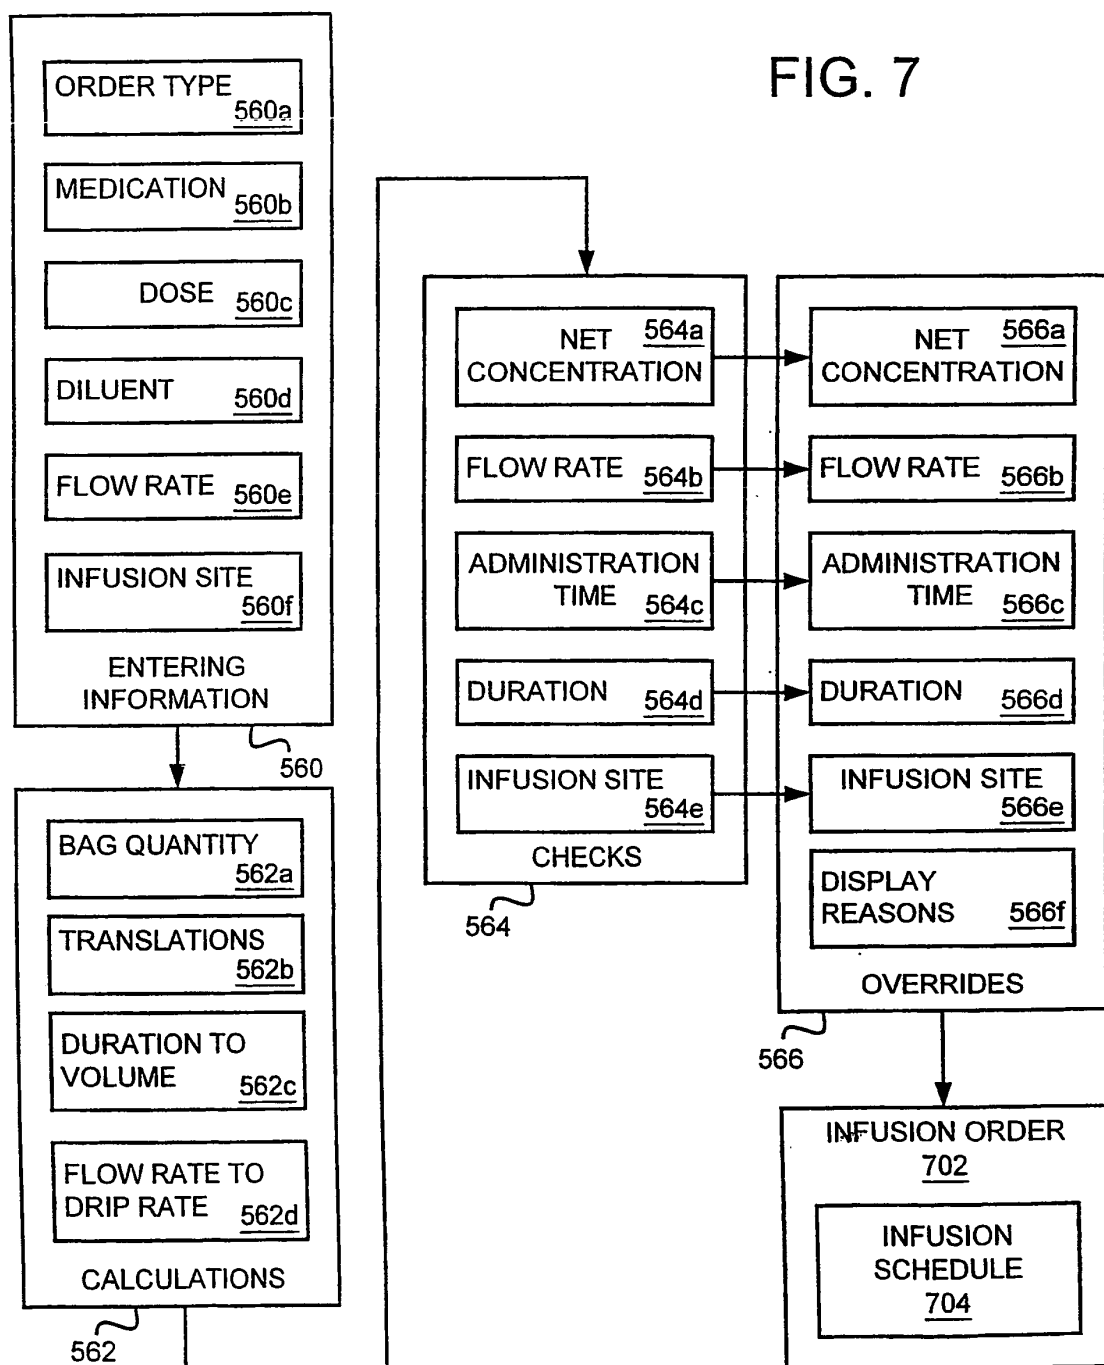 FIG. 7
ORDER TYPE
560a
MEDICATION
560b
DOSE
560c
DILUENT
560d
FLOW RATE
560e
INFUSION SITE
560f
ENTERING
INFORMATION
560
BAG QUANTITY
562a
TRANSLATIONS
562b
DURATION TO
VOLUME 562c
FLOW RATE TO
DRIP RATE 562d
CALCULATIONS
562
NET 564a
CONCENTRATION
FLOW RATE 564b
ADMINISTRATION
TIME 564c
DURATION 564d
INFUSION SITE
564e
CHECKS
564
NET 566a
CONCENTRATION
FLOW RATE 566b
ADMINISTRATION
TIME 566c
DURATION 566d
INFUSION SITE
566e
DISPLAY
REASONS 566f
OVERRIDES
566
INFUSION ORDER
702
INFUSION
SCHEDULE
704